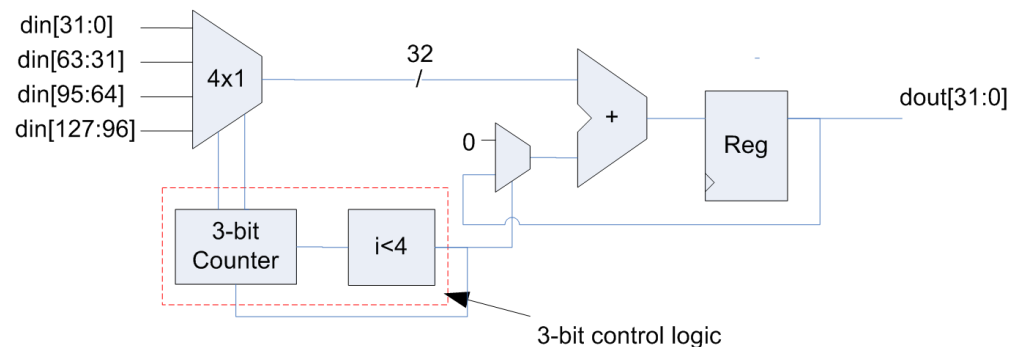 din[31:0]
din[63:31]
din[95:64]
din[127:96]
4x1
32
0
+
Reg
dout[31:0]
3-bit
Counter
i<4
3-bit control logic